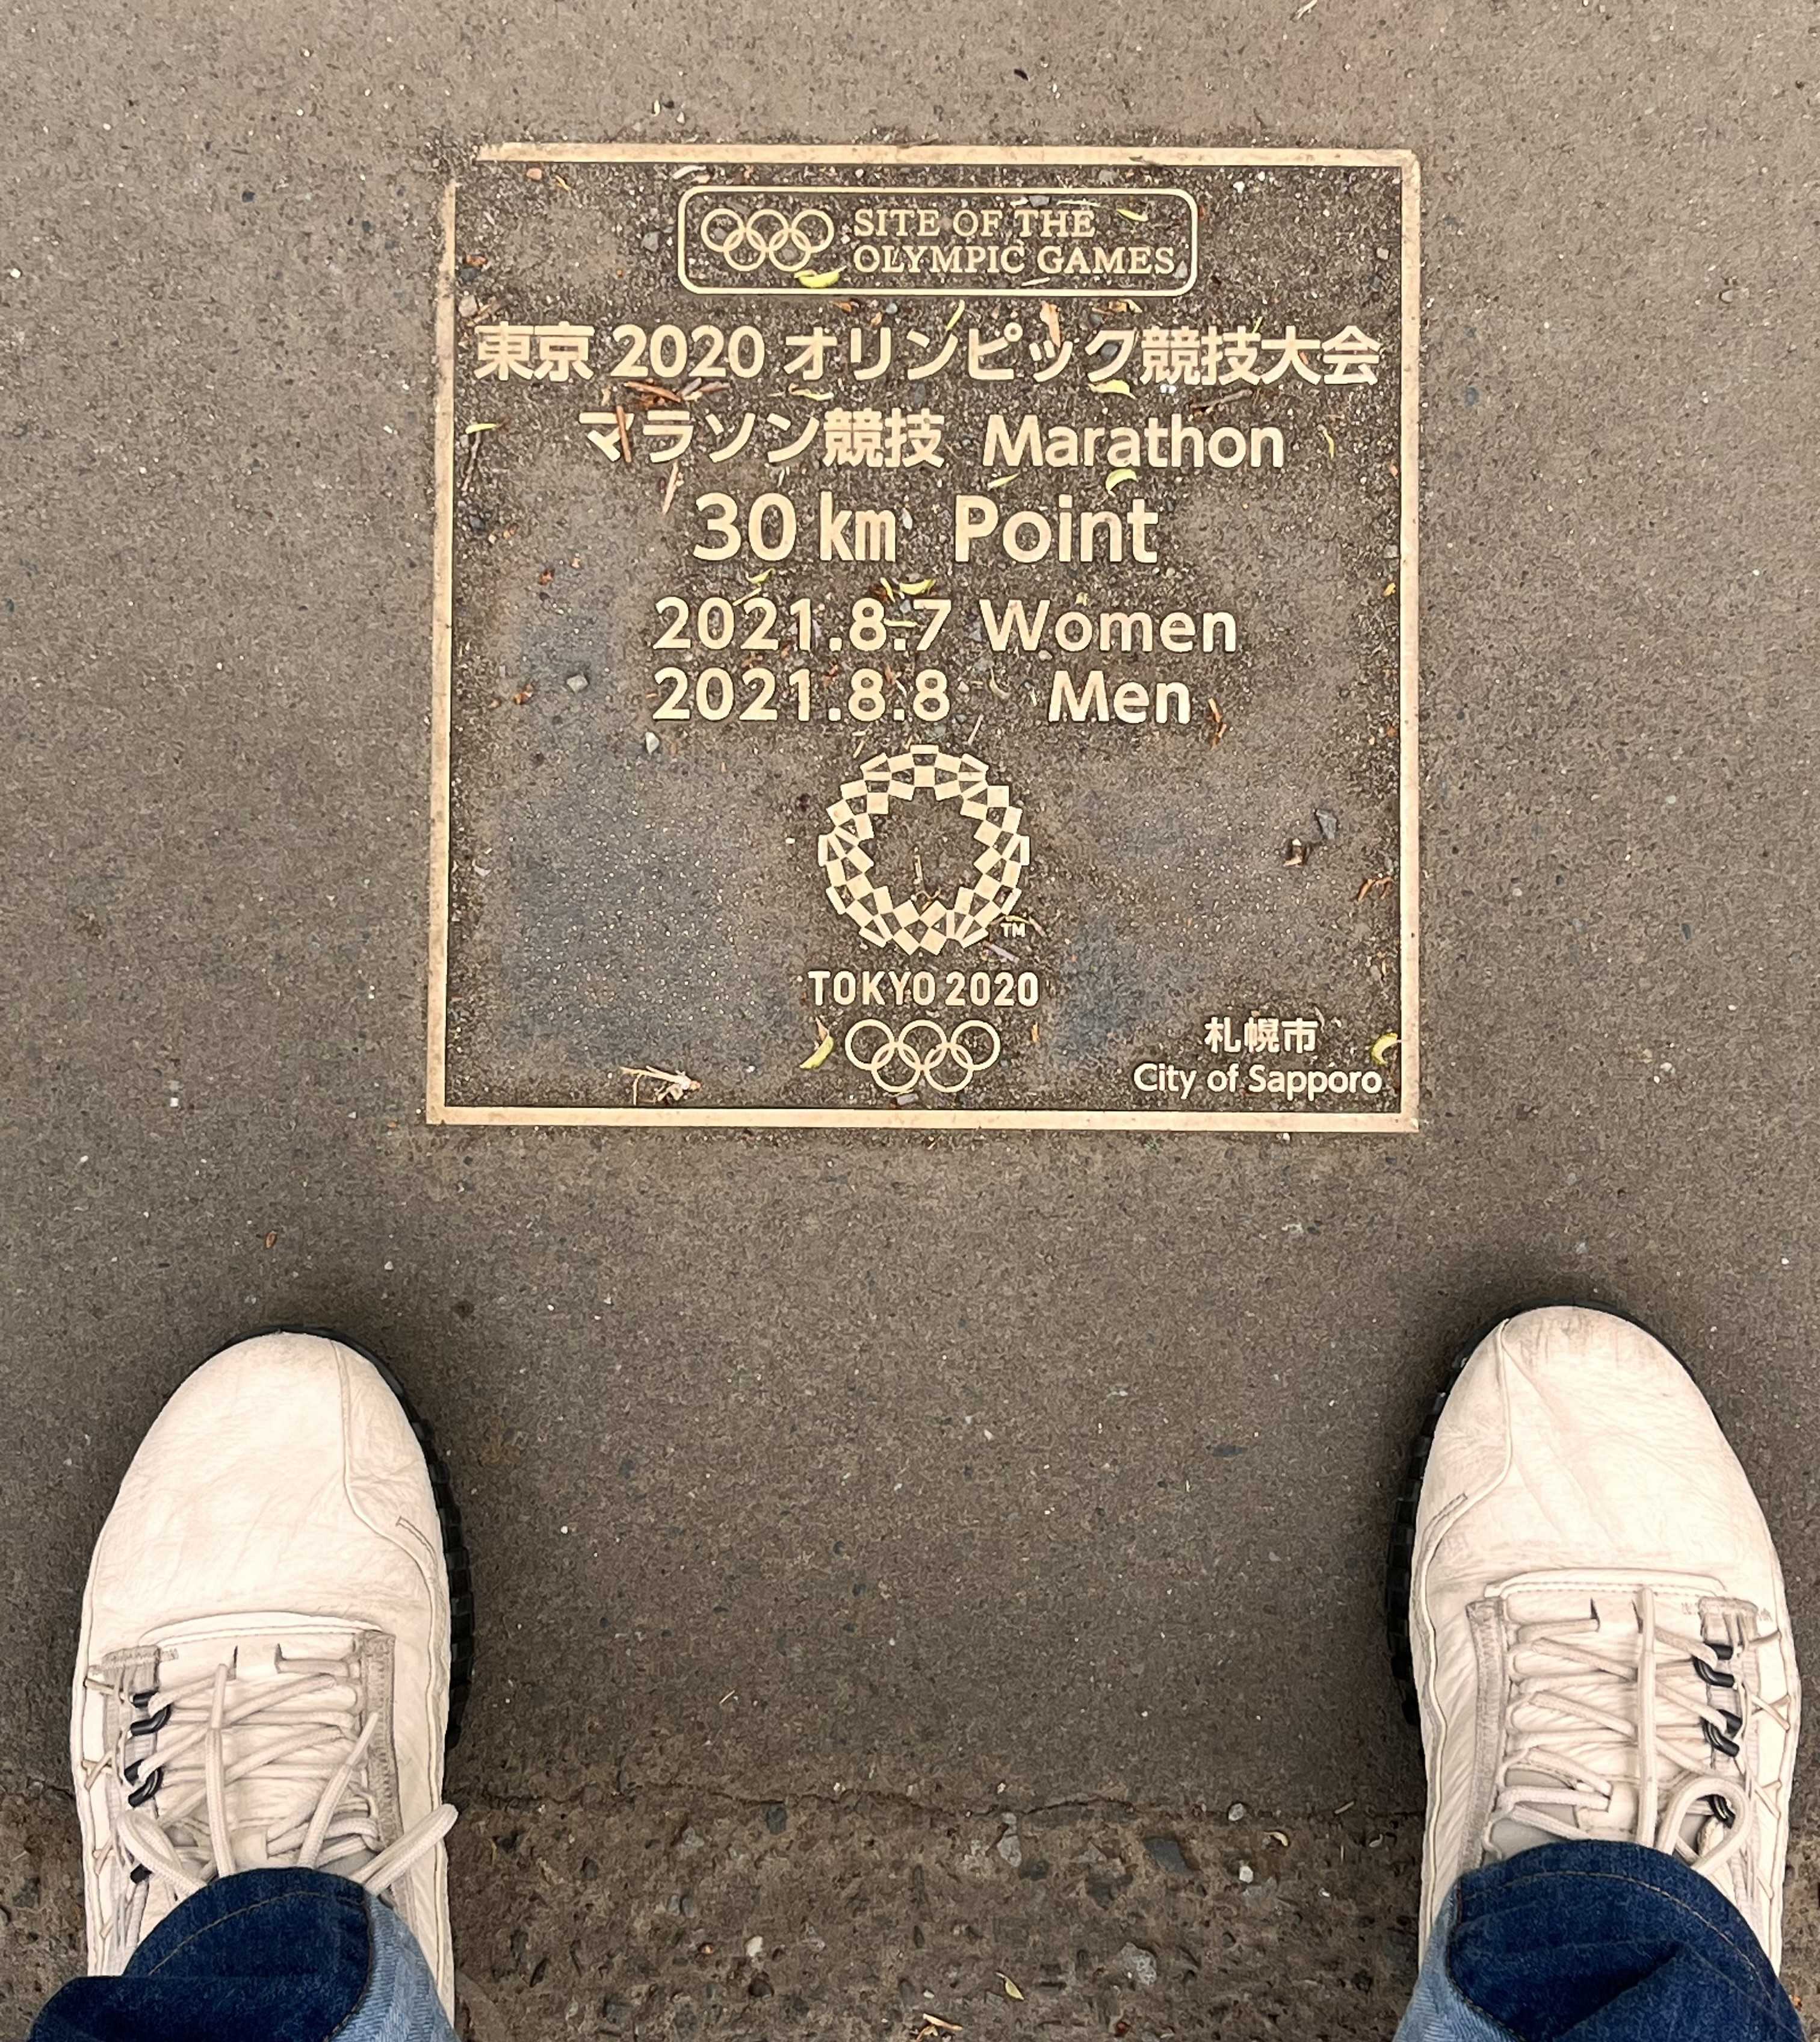 SITE OF THE
OLYMPIC GAMES
東京 2020 オリンピック競技大会
マラソン競技 Marathon
30 ㎞ Point
2021.8.7 Women
2021.8.8 Men
TM
TOKYO 2020
札幌市
City of Sapporo